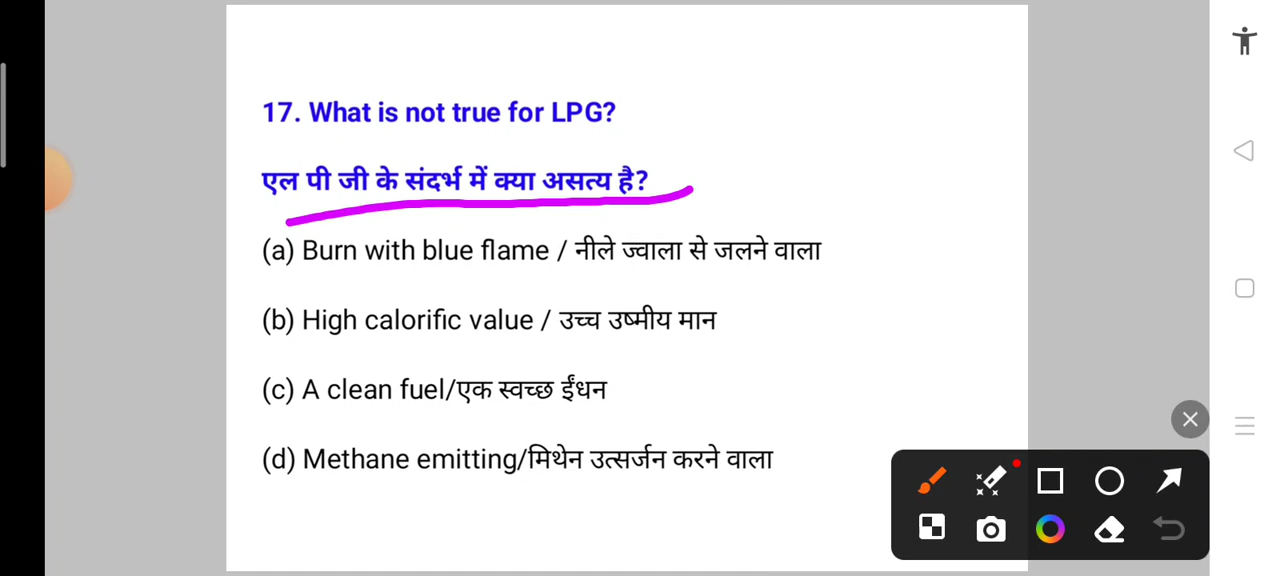 17. What is not true for LPG?
एल पी जी के संदर्भ में क्या असत्य है?
(a) Burn with blue flame / नीले ज्वाला से जलने वाला
(b) High calorific value / उच्च उष्मीय मान
(c) A clean fuel/एक स्वच्छ ईंधन
(d) Methane emitting/मिथेन उत्सर्जन करने वाला